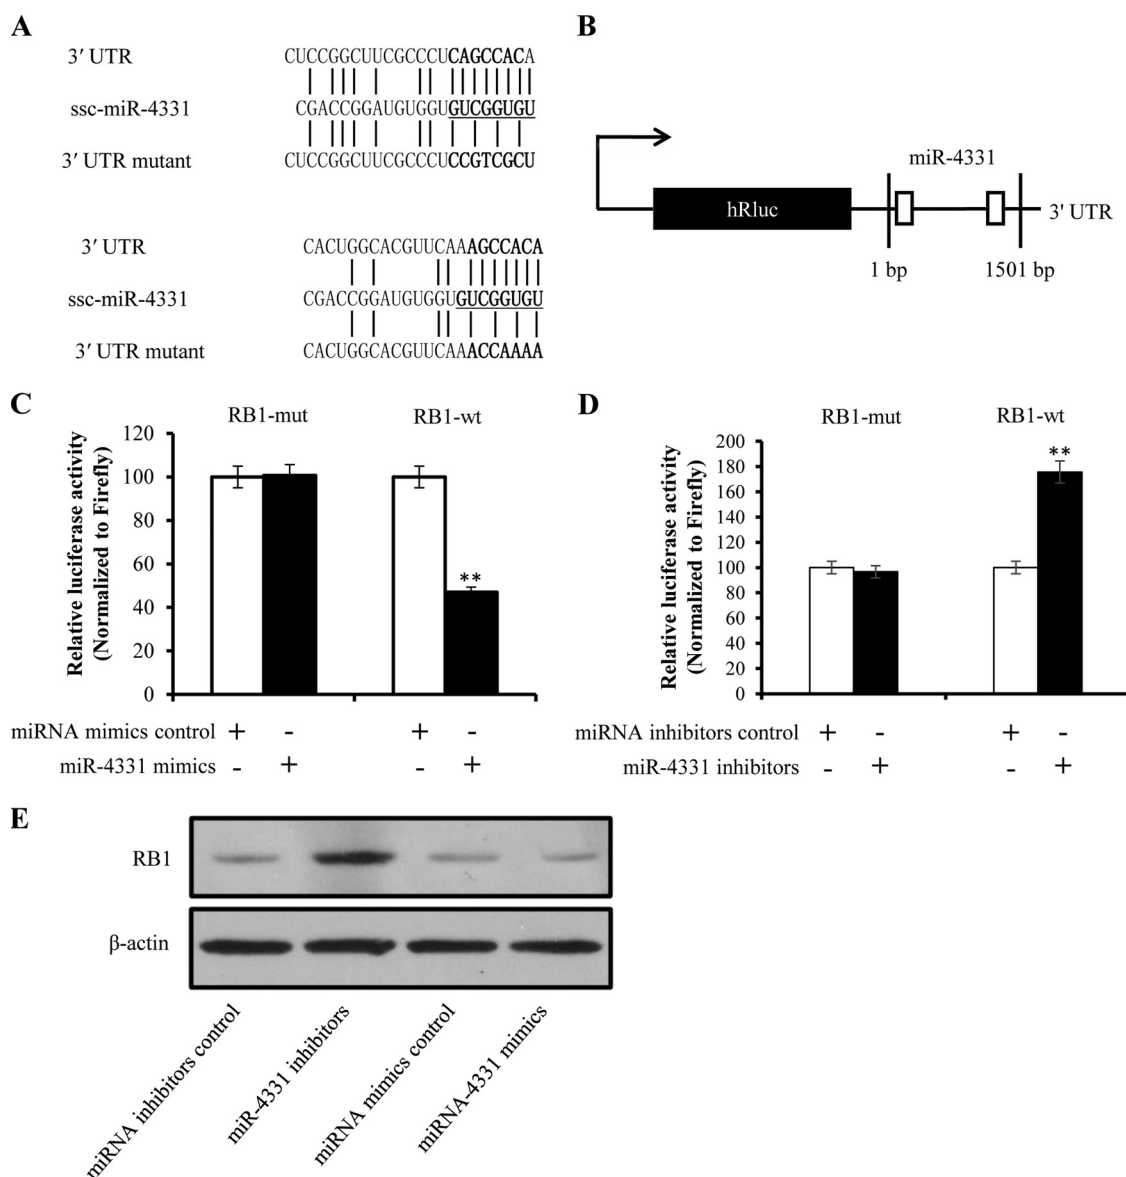 A
3′ UTR CUCCGGCUUCGCCCUCAGCCACA
ssc-miR-4331 CGACCGGAUGUGGUGUCGGUGU
3′ UTR mutant CUCCGGCUUCGCCCUCCGTCGCU
3′ UTR CACUGGCACGUUCAAAGCCACA
ssc-miR-4331 CGACCGGAUGUGGUGUCGGUGU
3′ UTR mutant CACUGGCACGUUCAAACCAAAA
B
miR-4331
hRluc
3′ UTR
1 bp 1501 bp
C
RB1-mut RB1-wt
Relative luciferase activity
(Normalized to Firefly)
120
100
80
60
40
20
0
**
miRNA mimics control + - + -
miR-4331 mimics - + - +
D
RB1-mut RB1-wt
Relative luciferase activity
(Normalized to Firefly)
200
180
160
140
120
100
80
60
40
20
0
**
miRNA inhibitors control + - + -
miR-4331 inhibitors - + - +
E
RB1
β-actin
miRNA inhibitors control
miR-4331 inhibitors
miRNA mimics control
miRNA-4331 mimics